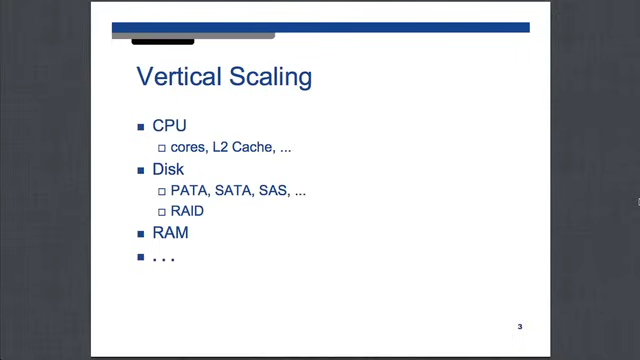 Vertical Scaling
CPU
cores, L2 Cache, ...
Disk
PATA, SATA, SAS, ...
RAID
RAM
. . .
3